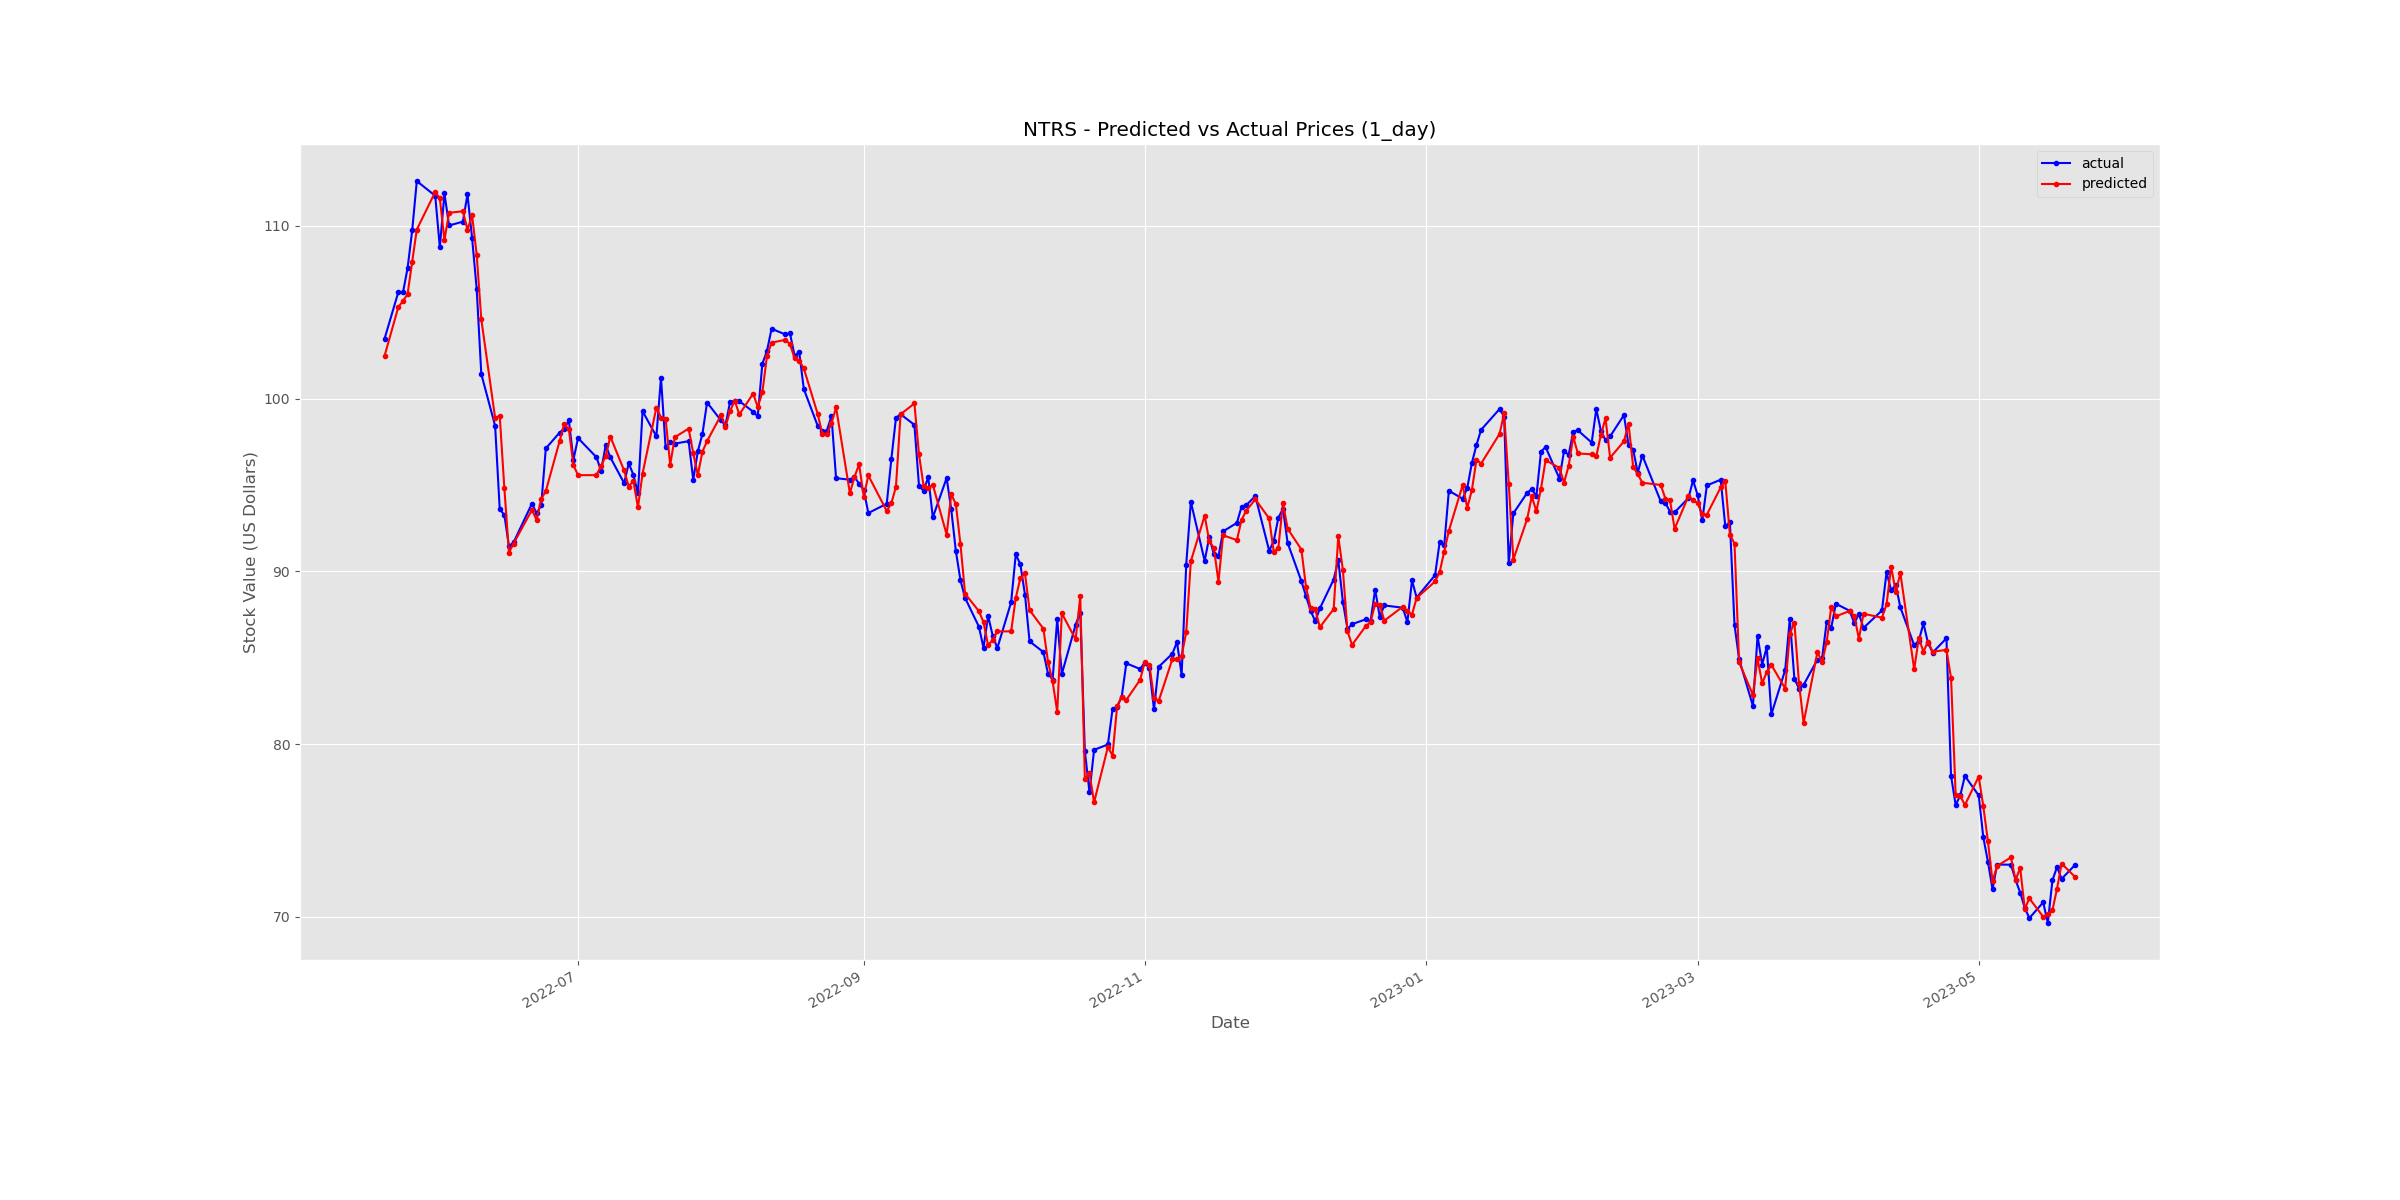 NTRS - Predicted vs Actual Prices (1_day)
actual
predicted
Stock Value (US Dollars)
110
100
90
80
70
2022-07
2022-09
2022-11
2023-01
2023-03
2023-05
Date